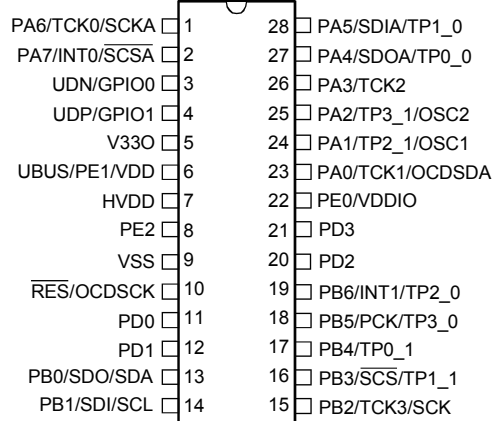 PA6/TCK0/SCKA 1 28 PA5/SDIA/TP1_0
PA7/INT0/SCSA 2 27 PA4/SDOA/TP0_0
UDN/GPIO0 3 26 PA3/TCK2
UDP/GPIO1 4 25 PA2/TP3_1/OSC2
V33O 5 24 PA1/TP2_1/OSC1
UBUS/PE1/VDD 6 23 PA0/TCK1/OCDSDA
HVDD 7 22 PE0/VDDIO
PE2 8 21 PD3
VSS 9 20 PD2
RES/OCDSCK 10 19 PB6/INT1/TP2_0
PD0 11 18 PB5/PCK/TP3_0
PD1 12 17 PB4/TP0_1
PB0/SDO/SDA 13 16 PB3/SCS/TP1_1
PB1/SDI/SCL 14 15 PB2/TCK3/SCK